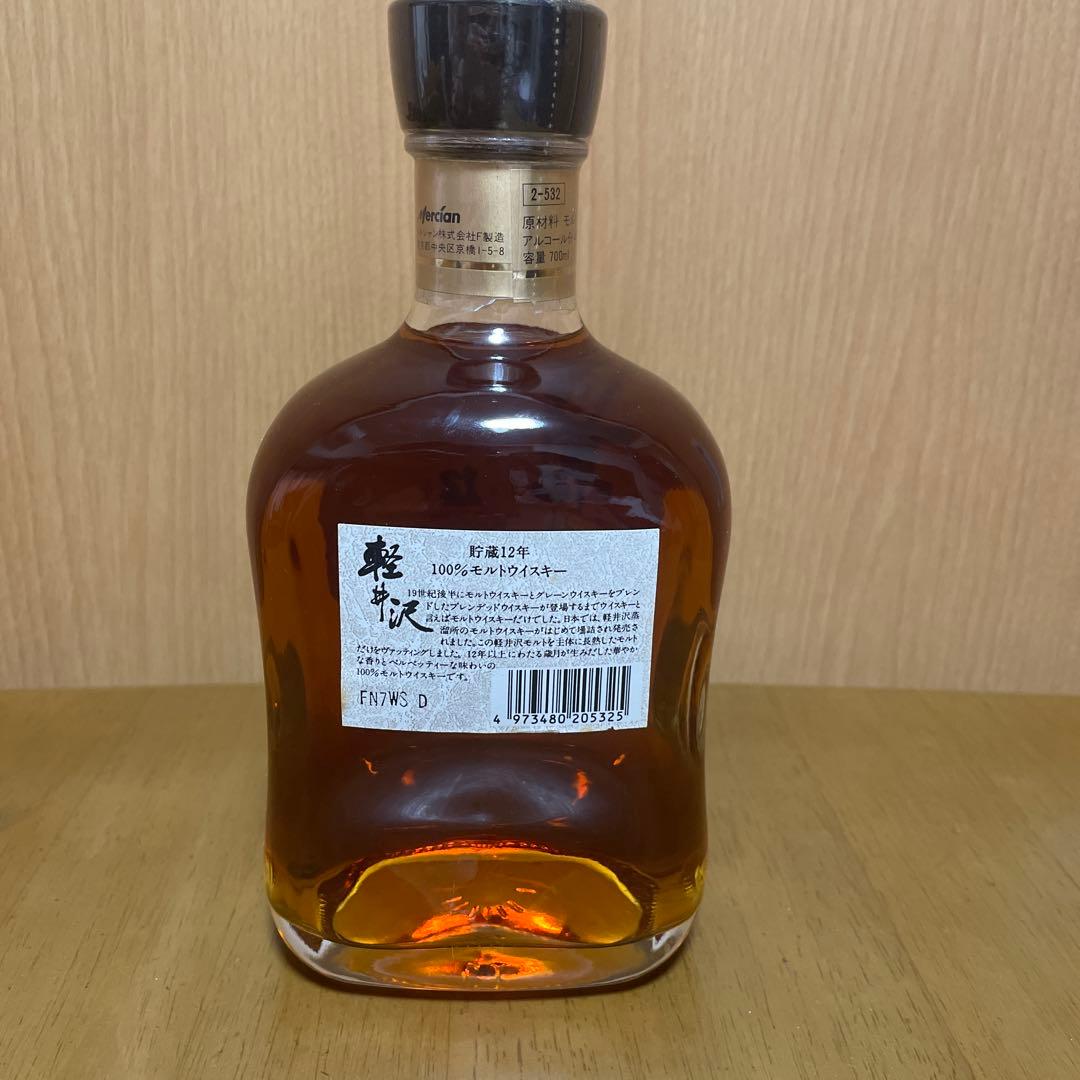 Mercian
シャン株式会社F製造
都中央区京橋1-5-8
2-532
原材料 モル
アルコール分
容量 700ml
軽井沢
貯蔵12年
100%モルトウイスキー
19世紀後半にモルトウイスキーとグレーンウイスキーをブレン
ドしたブレンデッドウイスキーが登場するまでウイスキーと
言えばモルトウイスキーだけでした。日本では、軽井沢蒸
溜所のモルトウイスキーがはじめて壜詰され発売さ
れました。この軽井沢モルトを主体に長熟したモルト
だけをヴァッティングしました。12年以上にわたる歳月が生みだした華やか
な香りとベルベッティーな味わいの
100%モルトウイスキーです。
FN7WS D
4 973480 205325